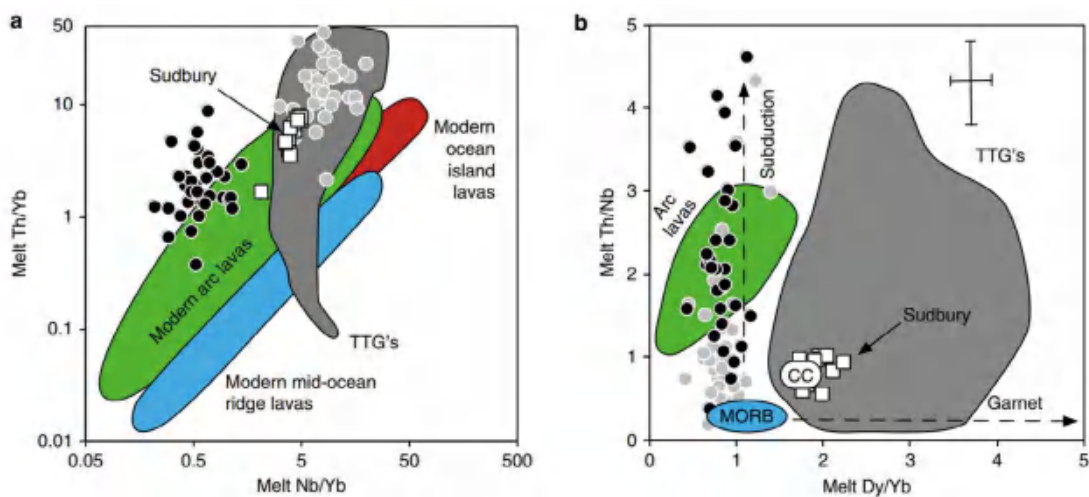 a
50
10
1
0.1
0.01
Melt Th/Yb
Sudbury
Modern
ocean
island
lavas
Modern arc lavas
TTG's
Modern mid-ocean
ridge lavas
0.05
0.5
5
50
500
Melt Nb/Yb
b
5
4
3
2
1
0
Melt Th/Nb
Subduction
TTG's
Arc
lavas
Sudbury
CC
MORB
Garnet
0
1
2
3
4
5
Melt Dy/Yb